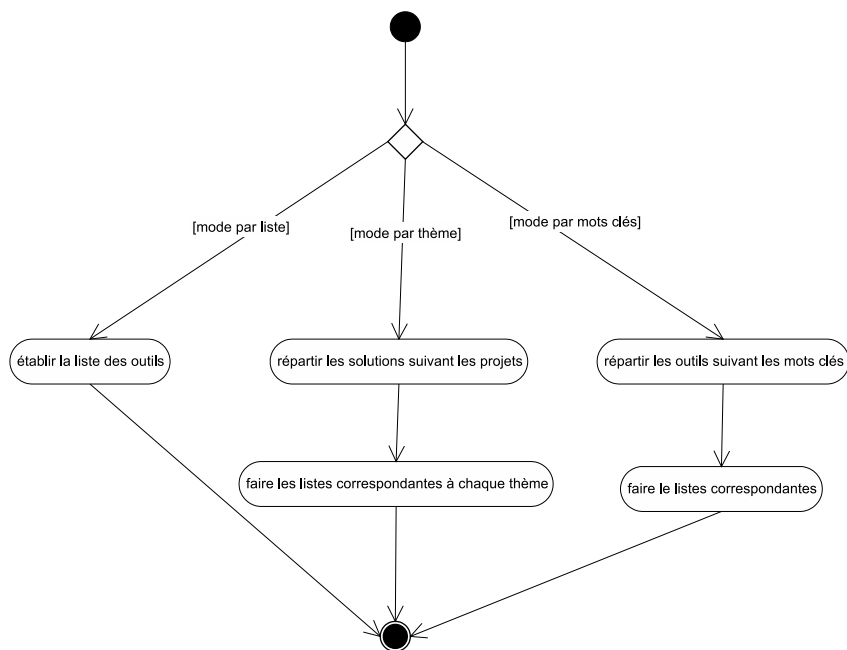 [mode par liste]
[mode par thème]
[mode par mots clés]
établir la liste des outils
répartir les solutions suivant les projets
répartir les outils suivant les mots clés
faire les listes correspondantes à chaque thème
faire le listes correspondantes